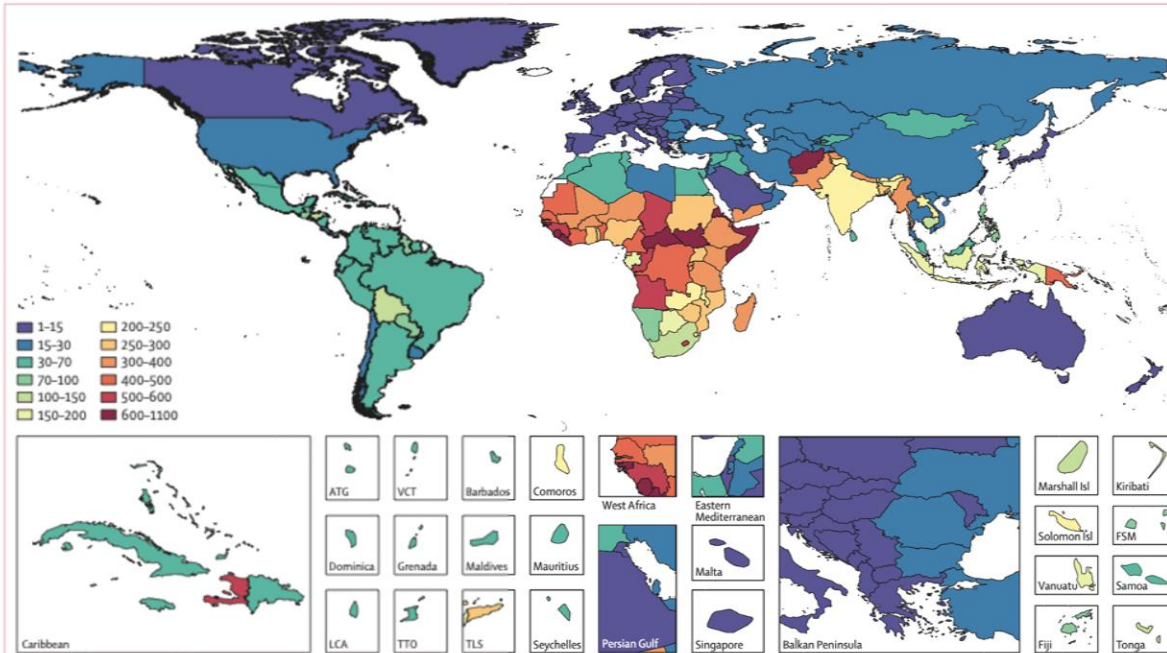 1–15
15–30
30–70
70–100
100–150
150–200
200–250
250–300
300–400
400–500
500–600
600–1100
Caribbean
ATG
VCT
Barbados
Comoros
Dominica
Grenada
Maldives
Mauritius
LCA
TTO
TLS
Seychelles
West Africa
Eastern
Mediterranean
Persian Gulf
Malta
Singapore
Balkan Peninsula
Marshall Isl
Kiribati
Solomon Isl
FSM
Vanuatu
Samoa
Fiji
Tonga